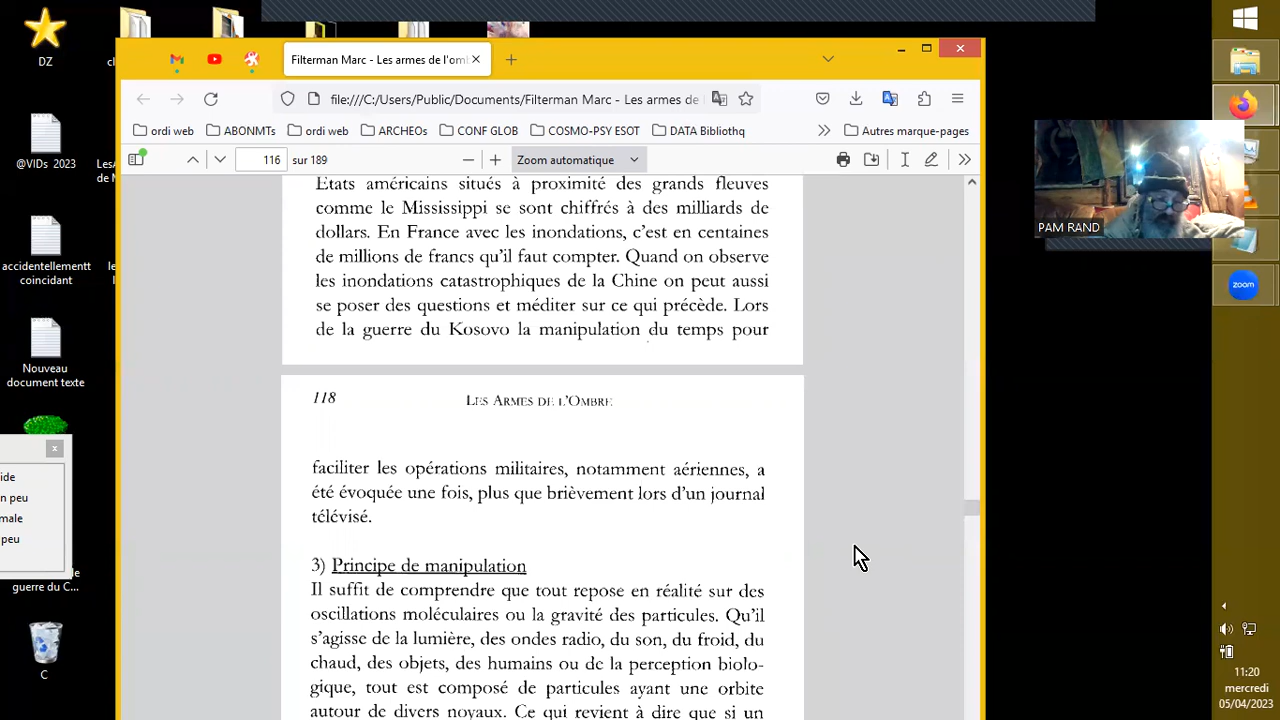 DZ
@VIDs 2023
accidentellementt
coincidant
Nouveau
document texte
guerre du C...
C
Filterman Marc - Les armes de l'om
file:///C:/Users/Public/Documents/Filterman Marc - Les armes de
ordi web
ABONMTs
ordi web
ARCHEOs
CONF GLOB
COSMO-PSY ESOT
DATA Bibliothq
Autres marque-pages
116
sur 189
Zoom automatique
Etats américains situés à proximité des grands fleuves
comme le Mississippi se sont chiffrés à des milliards de
dollars. En France avec les inondations, c'est en centaines
de millions de francs qu'il faut compter. Quand on observe
les inondations catastrophiques de la Chine on peut aussi
se poser des questions et méditer sur ce qui précède. Lors
de la guerre du Kosovo la manipulation du temps pour
118
LES ARMES DE L'OMBRE
faciliter les opérations militaires, notamment aériennes, a
été évoquée une fois, plus que brièvement lors d'un journal
télévisé.
3) Principe de manipulation
Il suffit de comprendre que tout repose en réalité sur des
oscillations moléculaires ou la gravité des particules. Qu'il
s'agisse de la lumière, des ondes radio, du son, du froid, du
chaud, des objets, des humains ou de la perception biolo-
gique, tout est composé de particules ayant une orbite
autour de divers noyaux. Ce qui revient à dire que si un
PAM RAND
zoom
11:20
mercredi
05/04/2023